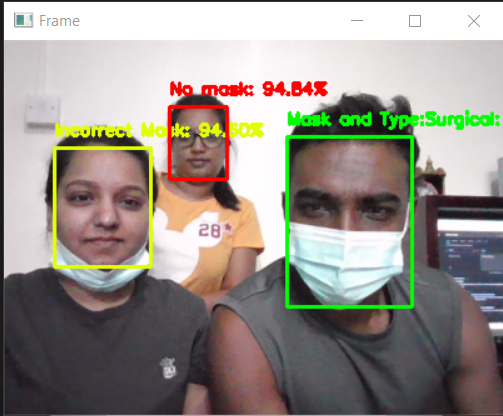 Frame
No mask: 94.84%
Incorrect Mask: 94.60%
Mask and Type:Surgical:
28